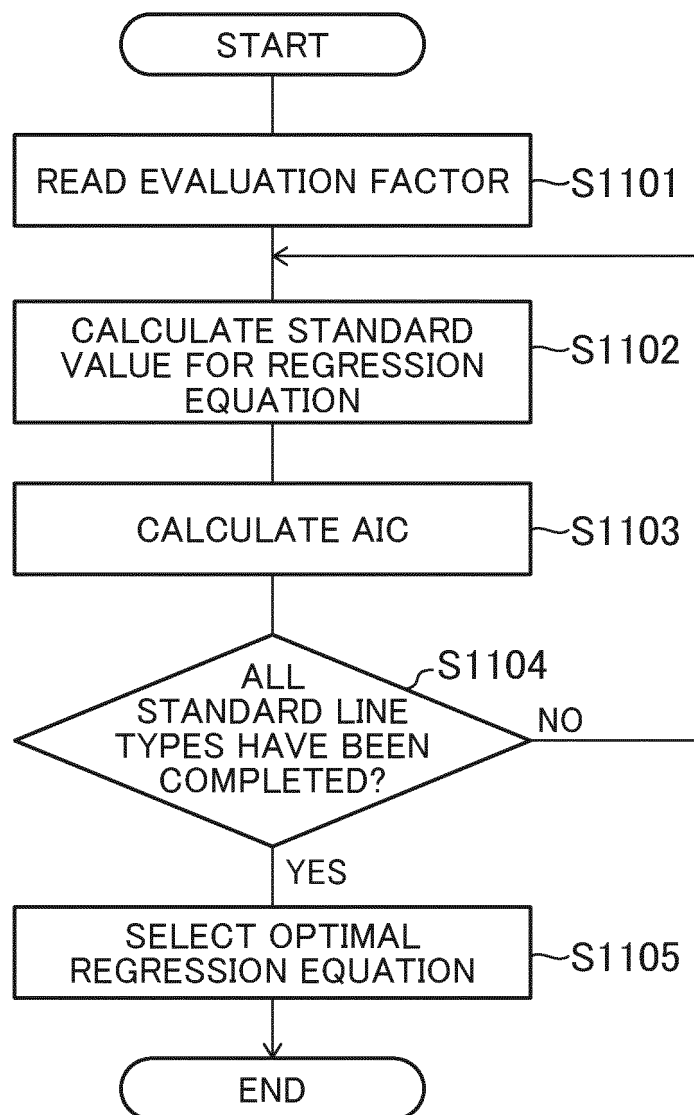 START
READ EVALUATION FACTOR
S1101
CALCULATE STANDARD
VALUE FOR REGRESSION
EQUATION
S1102
CALCULATE AIC
S1103
S1104
ALL
STANDARD LINE
TYPES HAVE BEEN
COMPLETED?
NO
YES
SELECT OPTIMAL
REGRESSION EQUATION
S1105
END